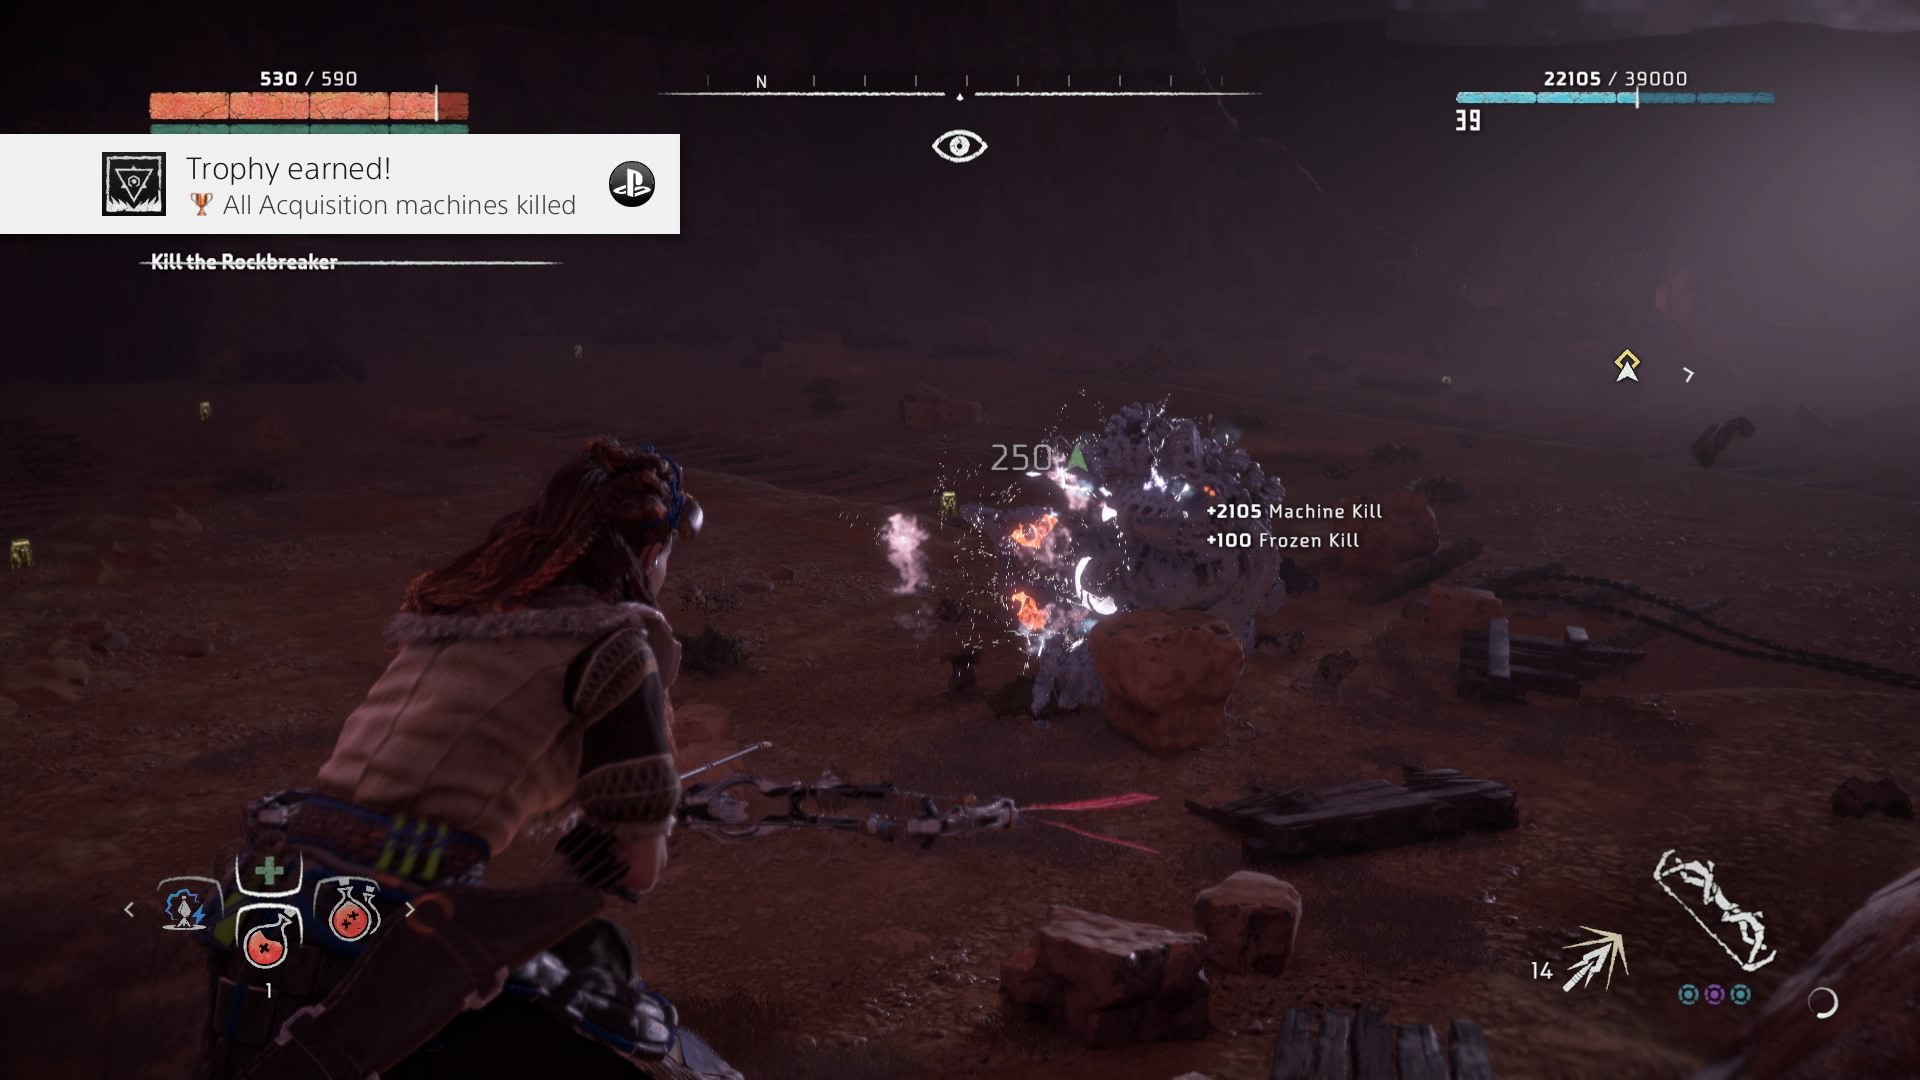 530 / 590
N
22105 / 39000
39
Trophy earned!
All Acquisition machines killed
Kill the Rockbreaker
250
+2105 Machine Kill
+100 Frozen Kill
14
1